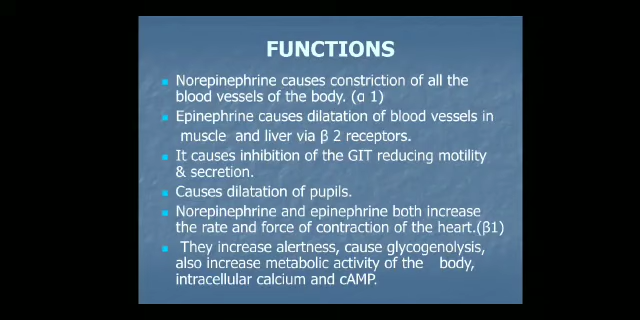 FUNCTIONS
Norepinephrine causes constriction of all the
blood vessels of the body. (α 1)
Epinephrine causes dilatation of blood vessels in
muscle and liver via β 2 receptors.
It causes inhibition of the GIT reducing motility
& secretion.
Causes dilatation of pupils.
Norepinephrine and epinephrine both increase
the rate and force of contraction of the heart.(β1)
They increase alertness, cause glycogenolysis,
also increase metabolic activity of the body,
intracellular calcium and cAMP.